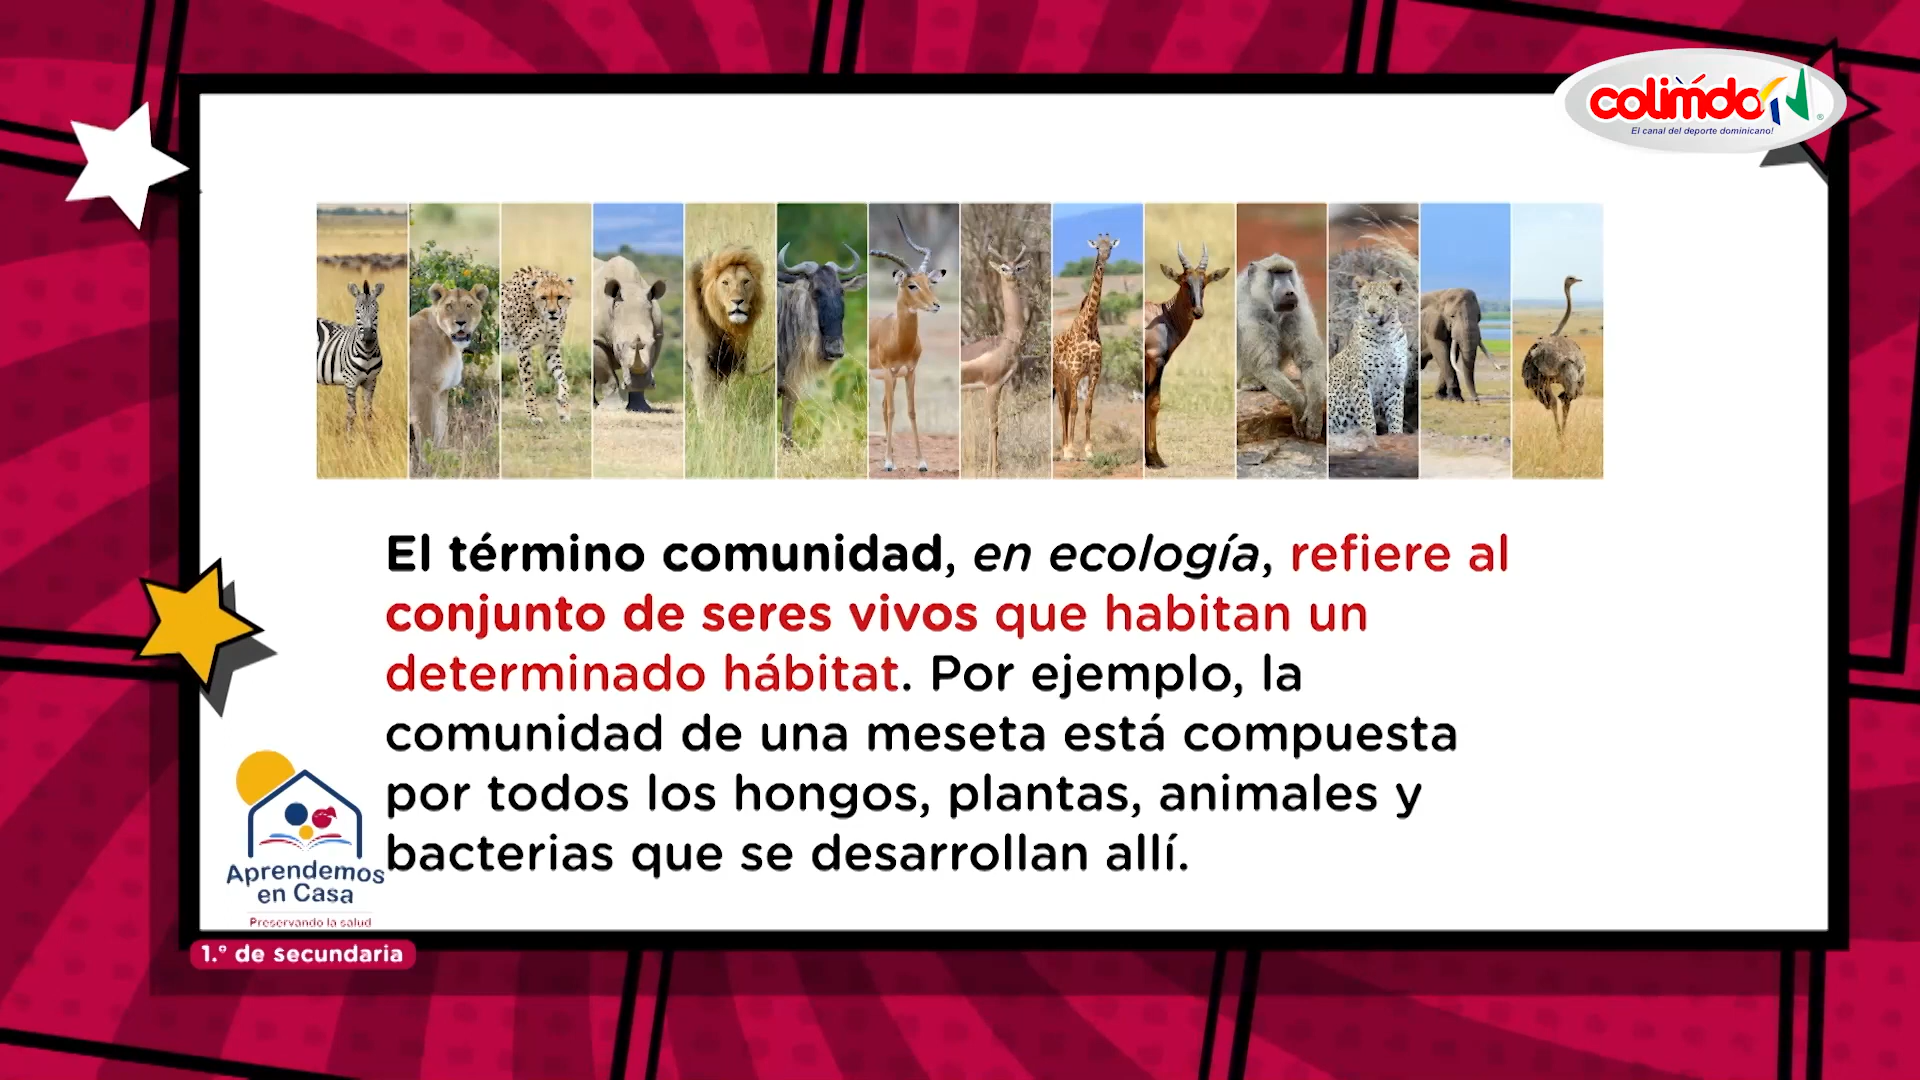 colimdo
El canal del deporte dominicano!
El término comunidad, en ecología, refiere al
conjunto de seres vivos que habitan un
determinado hábitat. Por ejemplo, la
comunidad de una meseta está compuesta
por todos los hongos, plantas, animales y
bacterias que se desarrollan allí.
Aprendemos
en Casa
Preservando la salud
1.° de secundaria